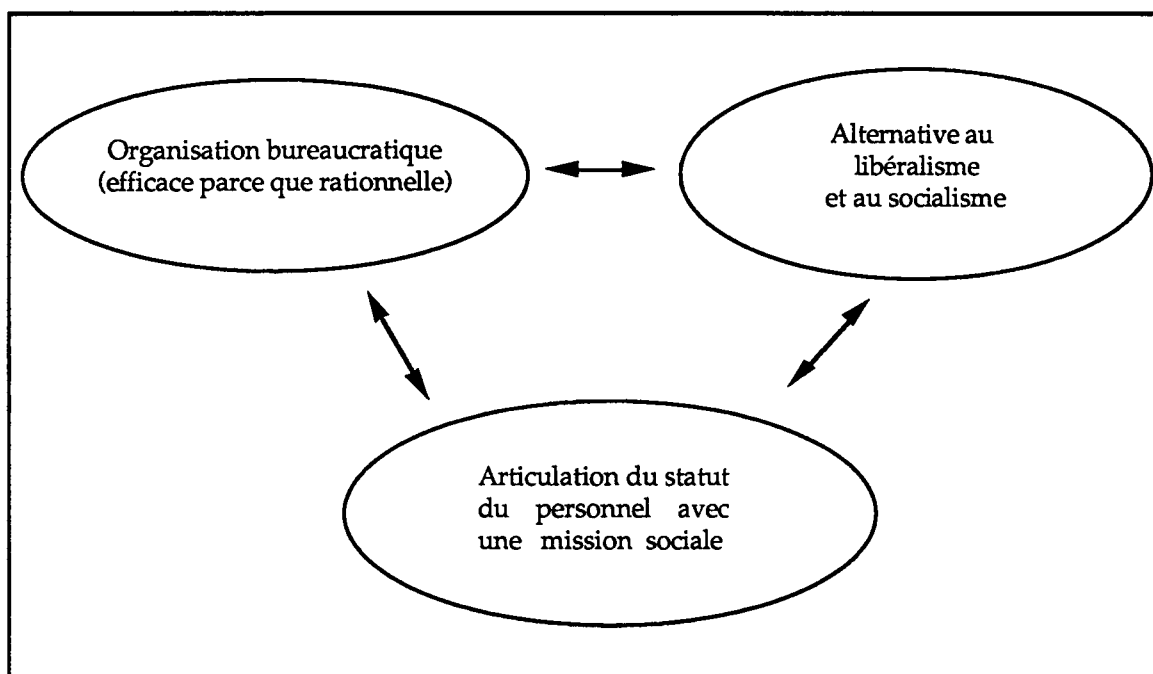 Organisation bureaucratique
(efficace parce que rationnelle)
Alternative au
libéralisme
et au socialisme
Articulation du statut
du personnel avec
une mission sociale